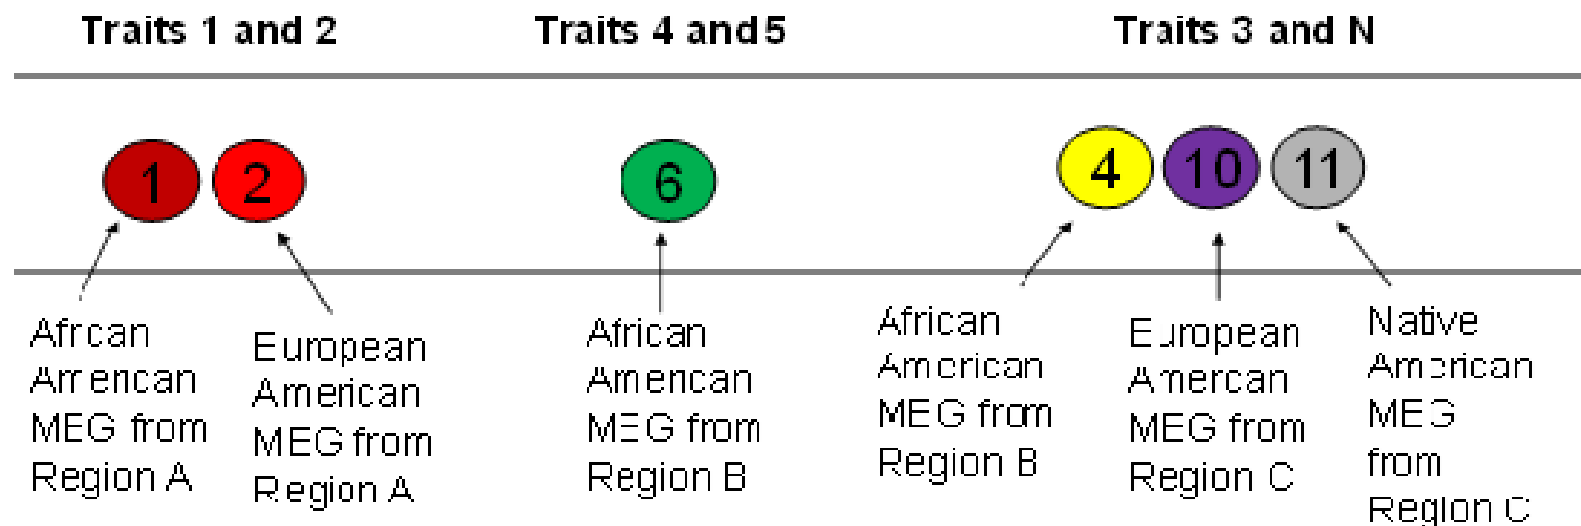 Traits 1 and 2
Traits 4 and 5
Traits 3 and N
1
2
6
4
10
11
Afrcan
American
MEG from
Region A
European
American
MEG from
Region A
African
American
MEG from
Region B
African
American
MEG from
Region B
European
Amercan
MEG from
Region C
Native
American
MEG
from
Region C